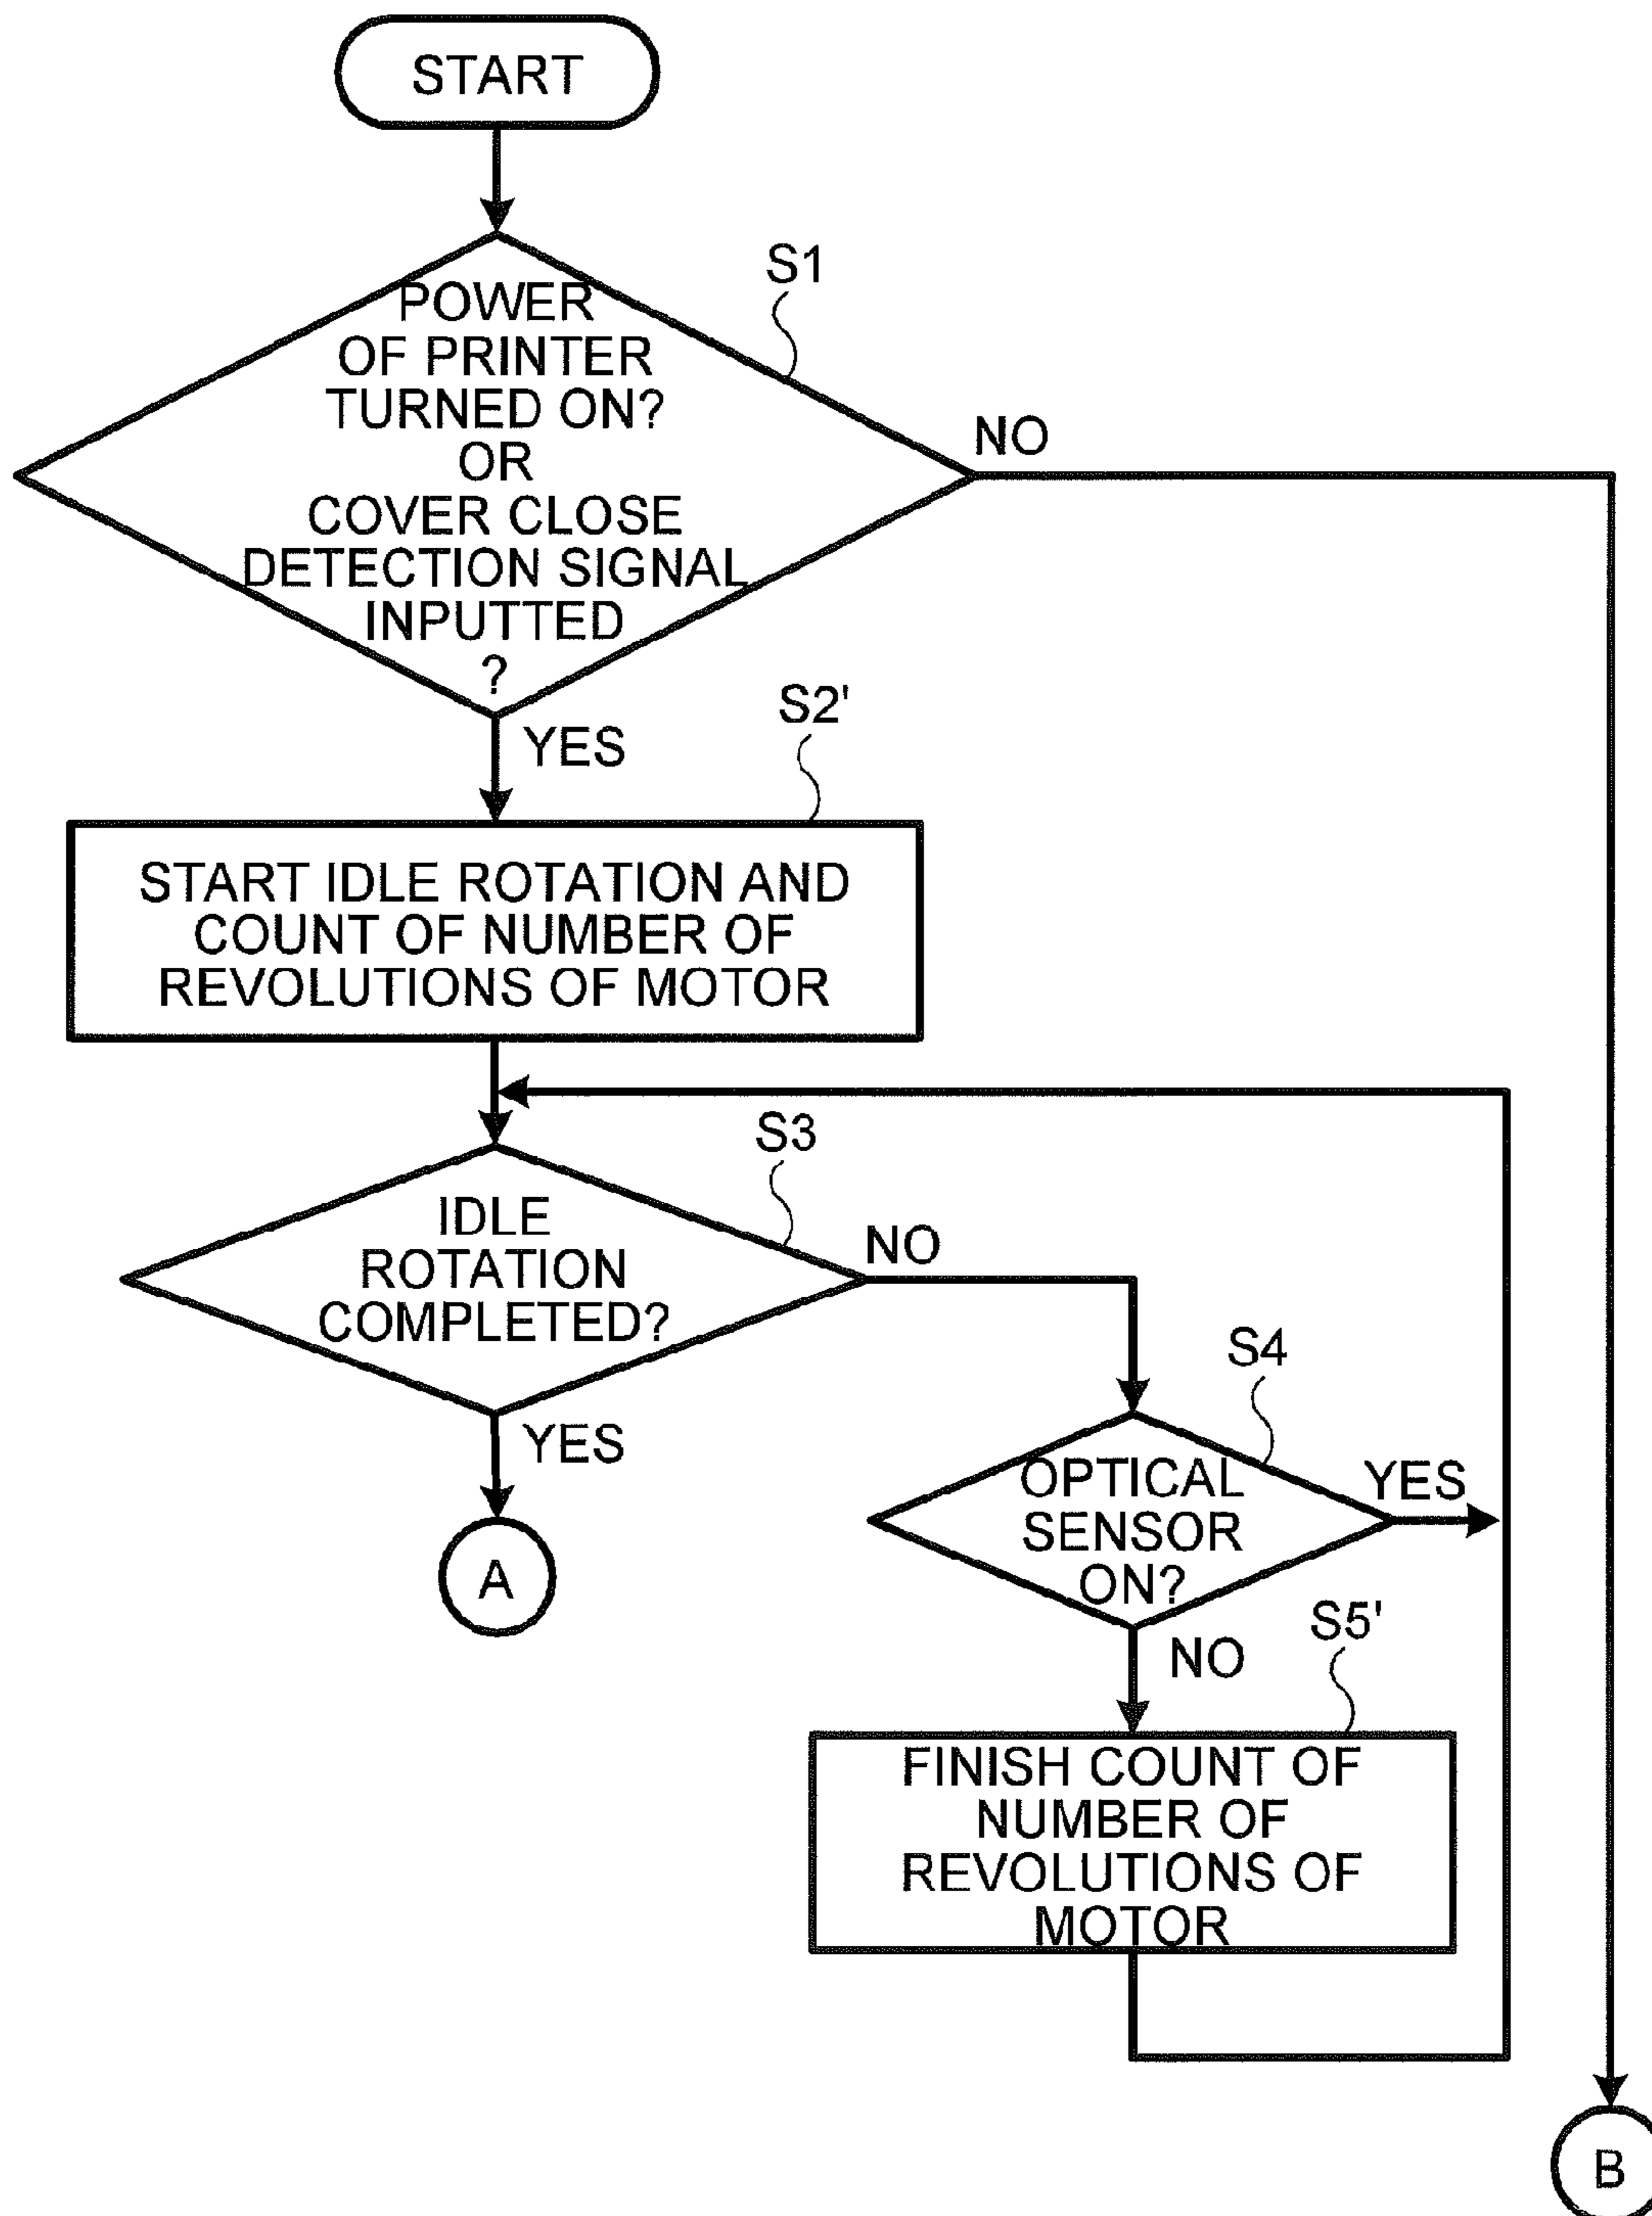 START
S1
POWER
OF PRINTER
TURNED ON?
OR
COVER CLOSE
DETECTION SIGNAL
INPUTTED
?
NO
YES
S2'
START IDLE ROTATION AND
COUNT OF NUMBER OF
REVOLUTIONS OF MOTOR
S3
IDLE
ROTATION
COMPLETED?
NO
YES
A
S4
OPTICAL
SENSOR
ON?
YES
NO
S5'
FINISH COUNT OF
NUMBER OF
REVOLUTIONS OF
MOTOR
B